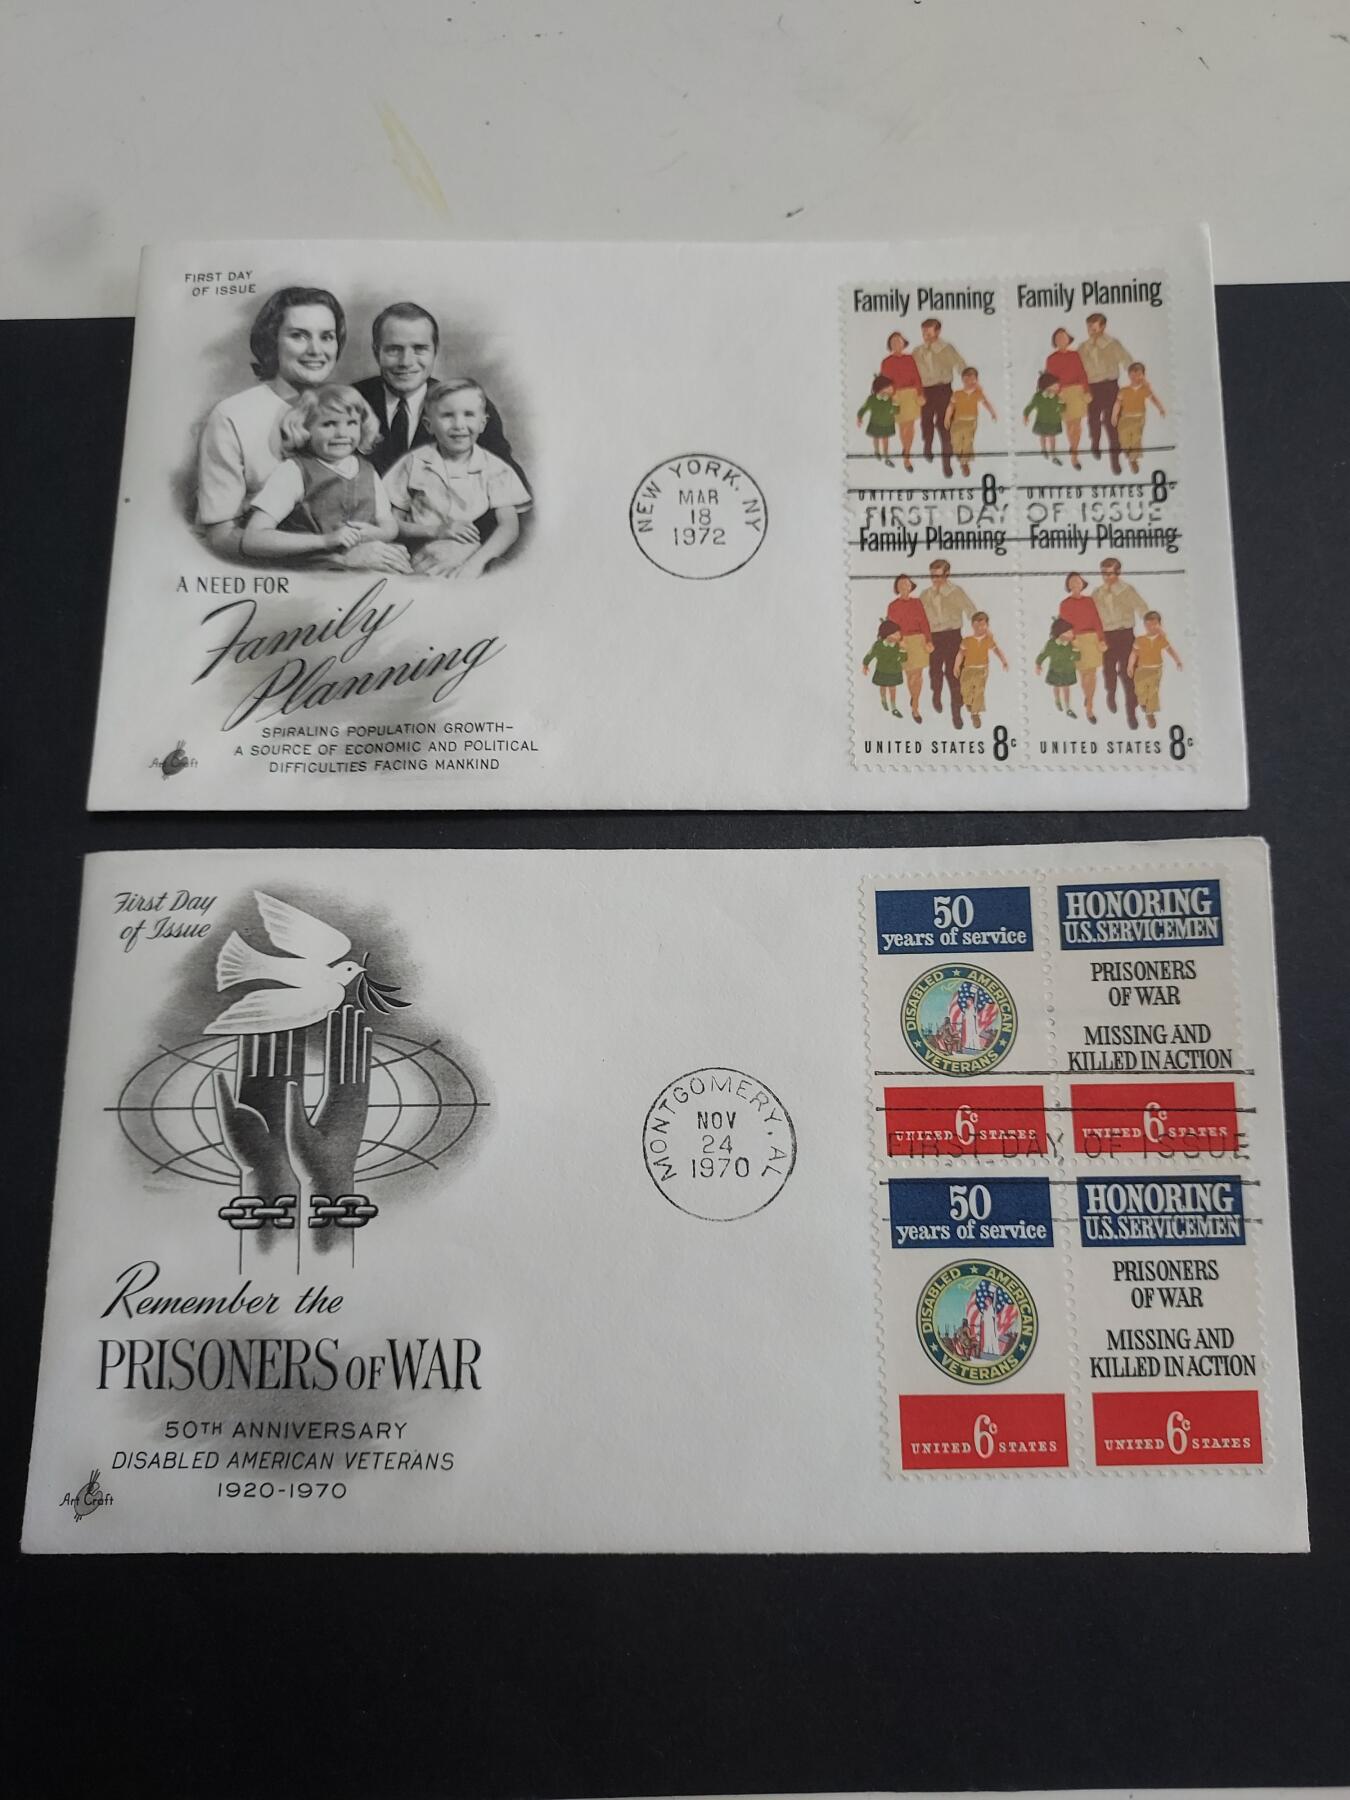 FIRST DAY
OF ISSUE
A NEED FOR
Family
Planning
SPIRALING POPULATION GROWTH–
A SOURCE OF ECONOMIC AND POLITICAL
DIFFICULTIES FACING MANKIND
Art Craft
NEW YORK, NY
MAR
18
1972
Family Planning
UNITED STATES 8c
Family Planning
UNITED STATES 8c
FIRST DAY OF ISSUE
Family Planning
UNITED STATES 8c
Family Planning
UNITED STATES 8c
First Day
of Issue
Remember the
PRISONERS OF WAR
50TH ANNIVERSARY
DISABLED AMERICAN VETERANS
1920-1970
Art Craft
MONTGOMERY, AL
NOV
24
1970
50
years of service
DISABLED ★ AMERICAN
★ VETERANS ★
6c
UNITED STATES
HONORING
U.S. SERVICEMEN
PRISONERS
OF WAR
MISSING AND
KILLED IN ACTION
6c
UNITED STATES
FIRST DAY OF ISSUE
50
years of service
DISABLED ★ AMERICAN
★ VETERANS ★
UNITED 6c STATES
HONORING
U.S. SERVICEMEN
PRISONERS
OF WAR
MISSING AND
KILLED IN ACTION
UNITED 6c STATES